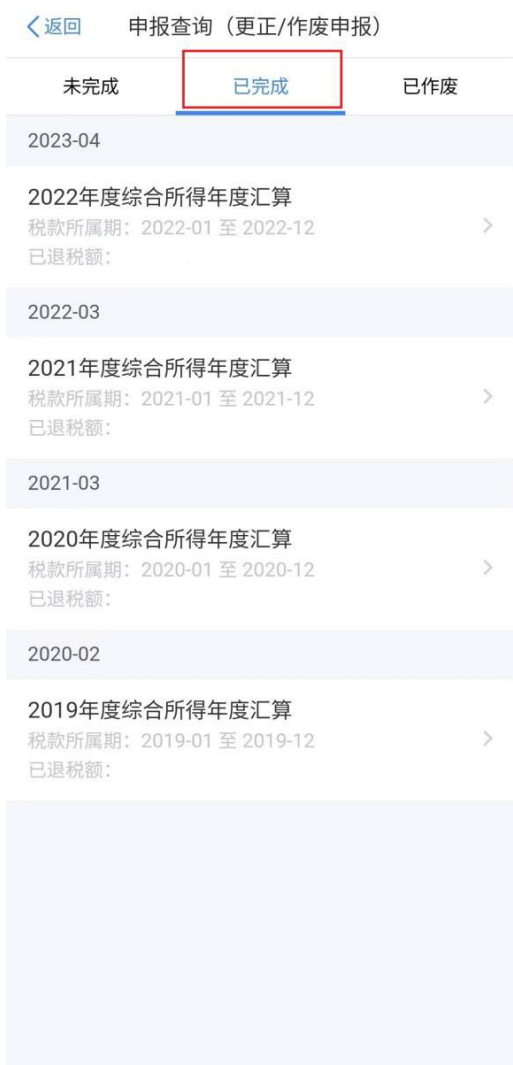 返回 申报查询（更正/作废申报）
未完成 已完成 已作废
2023-04
2022年度综合所得年度汇算
税款所属期：2022-01 至 2022-12
已退税额：
2022-03
2021年度综合所得年度汇算
税款所属期：2021-01 至 2021-12
已退税额：
2021-03
2020年度综合所得年度汇算
税款所属期：2020-01 至 2020-12
已退税额：
2020-02
2019年度综合所得年度汇算
税款所属期：2019-01 至 2019-12
已退税额：